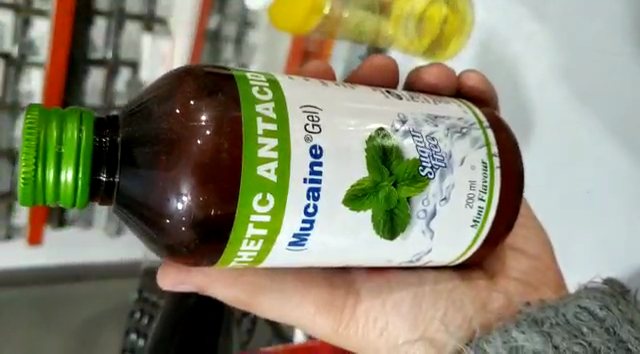 THETIC ANTACID
(Mucaine® Gel)
Sugar
Free
200 ml
Mint Flavour